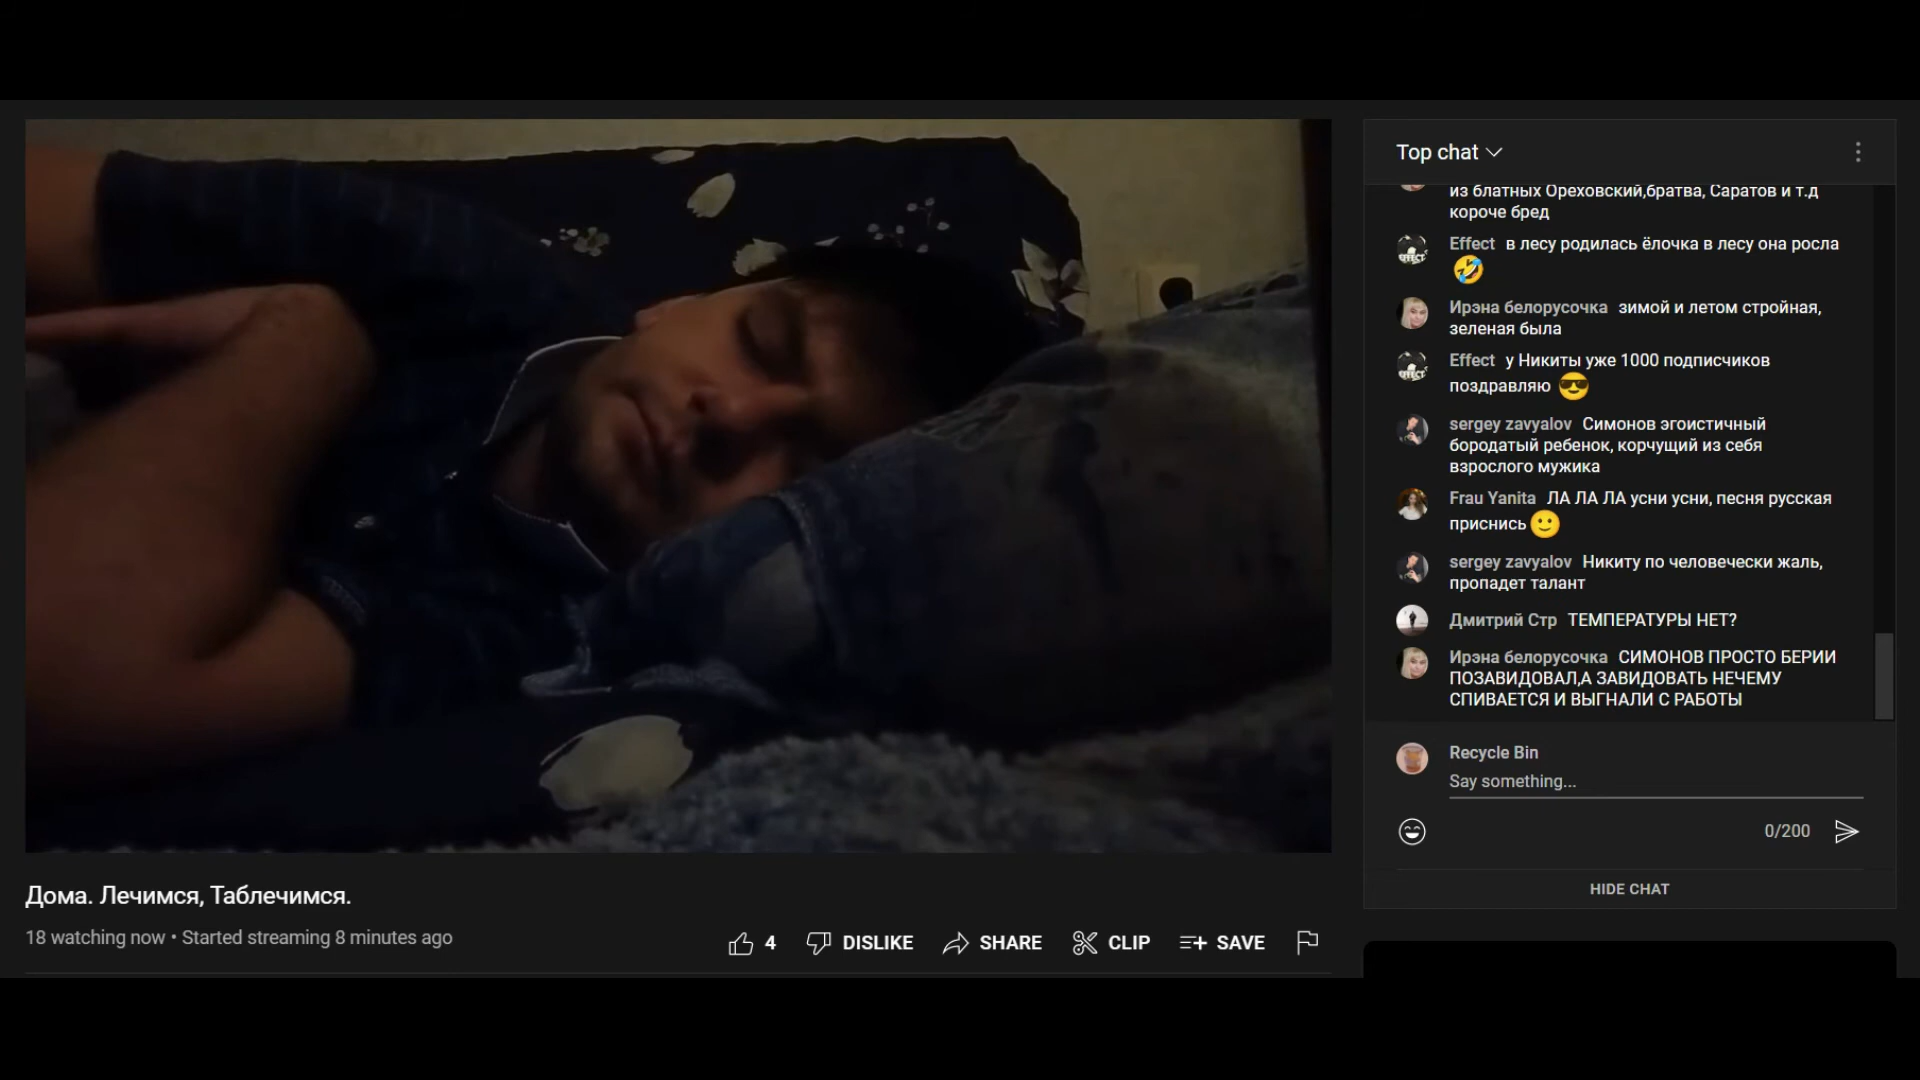 Top chat
из блатных Ореховский,братва, Саратов и т.д
короче бред
Effect в лесу родилась ёлочка в лесу она росла
🤣
Ирэна белорусочка зимой и летом стройная,
зеленая была
Effect у Никиты уже 1000 подписчиков
поздравляю 😎
sergey zavyalov Симонов эгоистичный
бородатый ребенок, корчущий из себя
взрослого мужика
Frau Yanita ЛА ЛА ЛА усни усни, песня русская
приснись 🙂
sergey zavyalov Никиту по человечески жаль,
пропадет талант
Дмитрий Стр ТЕМПЕРАТУРЫ НЕТ?
Ирэна белорусочка СИМОНОВ ПРОСТО БЕРИИ
ПОЗАВИДОВАЛ,А ЗАВИДОВАТЬ НЕЧЕМУ
СПИВАЕТСЯ И ВЫГНАЛИ С РАБОТЫ
Recycle Bin
Say something...
0/200
HIDE CHAT
Дома. Лечимся, Таблечимся.
18 watching now • Started streaming 8 minutes ago
4 DISLIKE SHARE CLIP SAVE